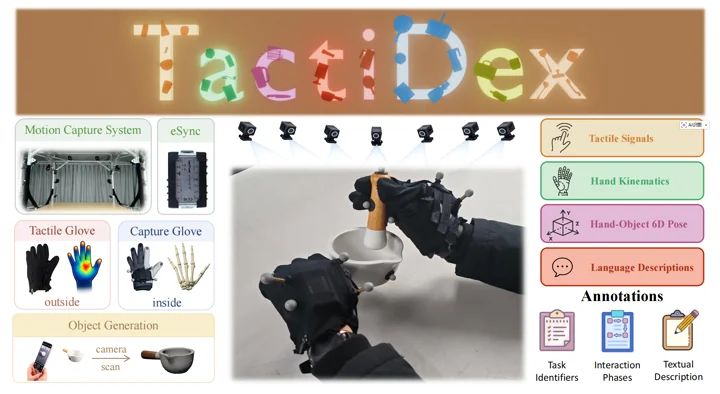 TactiDex
Motion Capture System
eSync
Tactile Glove
outside
Capture Glove
inside
Object Generation
camera
scan
Tactile Signals
Hand Kinematics
Z
Y
X
Hand-Object 6D Pose
Language Descriptions
Annotations
Task
Identifiers
Interaction
Phases
Textual
Description